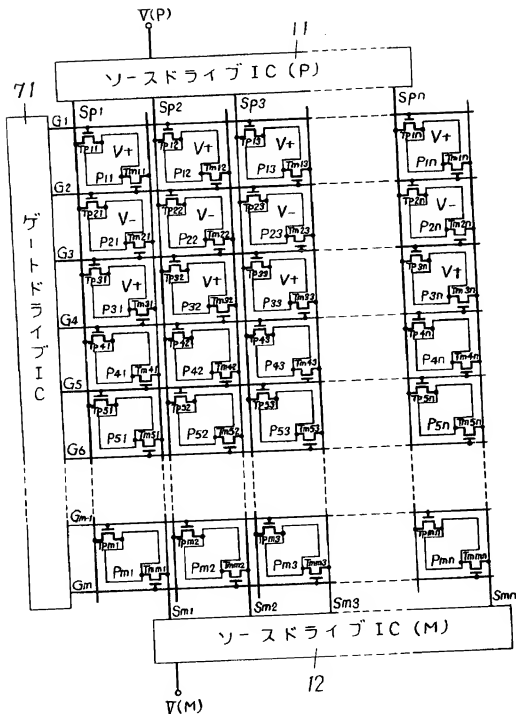 V(P)
11
ソースドライブIC(P)
71
Sp1 Sp2 Sp3 Spn
G1
Tp11 V+ Tp12 V+ Tp13 V+ Tp1n V+
P11 Tm11 P12 Tm12 P13 Tm13 P1n Tm1n
G2
Tp21 V- Tp22 V- Tp23 V- Tp2n V-
P21 Tm21 P22 Tm22 P23 Tm23 P2n Tm2n
G3
Tp31 V+ Tp32 V+ Tp33 V+ Tp3n V+
P31 Tm31 P32 Tm32 P33 Tm33 P3n Tm3n
G4
Tp41 Tp42 Tp43 Tp4n
P41 Tm41 P42 Tm42 P43 Tm43 P4n Tm4n
G5
Tp51 Tp52 Tp53 Tp5n
P51 Tm51 P52 Tm52 P53 Tm53 P5n Tm5n
G6
ゲートドライブIC
Gm-1
Tpm1 Tpm2 Tpm3 Tpmn
Pm1 Tmm1 Pm2 Tmm2 Pm3 Tmm3 Pmn Tmmn
Gm
Sm1 Sm2 Sm3 Smn
ソースドライブIC(M)
12
V(M)